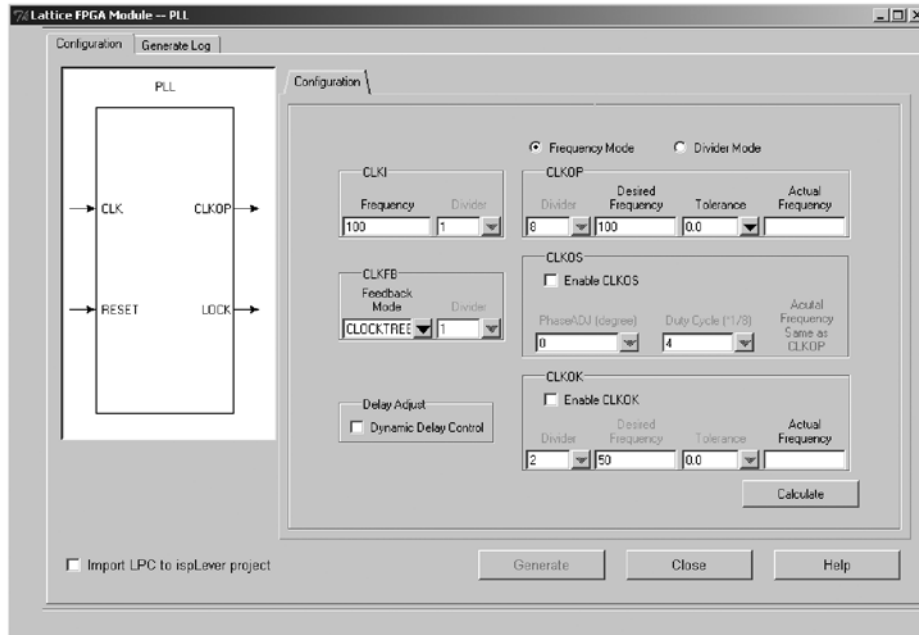 Lattice FPGA Module -- PLL
Configuration
Generate Log
PLL
CLK
CLKOP
RESET
LOCK
Configuration
Frequency Mode
Divider Mode
CLKI
Frequency
Divider
100
1
CLKOP
Divider
Desired
Frequency
Tolerance
Actual
Frequency
8
100
0.0
CLKFB
Feedback
Mode
Divider
CLOCKTREE
1
CLKOS
Enable CLKOS
PhaseADJ (degree)
Duty Cycle (*1/8)
Acutal
Frequency
Same as
CLKOP
0
4
Delay Adjust
Dynamic Delay Control
CLKOK
Enable CLKOK
Divider
Desired
Frequency
Tolerance
Actual
Frequency
2
50
0.0
Calculate
Import LPC to ispLever project
Generate
Close
Help